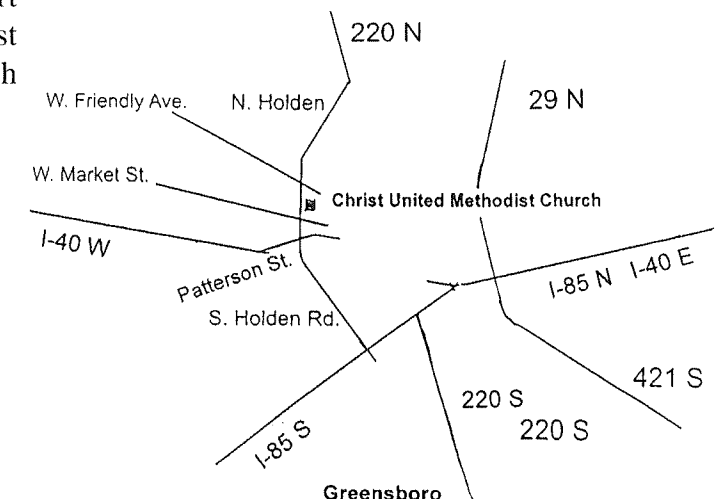 220 N
29 N
W. Friendly Ave.
N. Holden
W. Market St.
Christ United Methodist Church
I-40 W
Patterson St.
I-85 N I-40 E
S. Holden Rd.
421 S
220 S
220 S
I-85 S
Greensboro